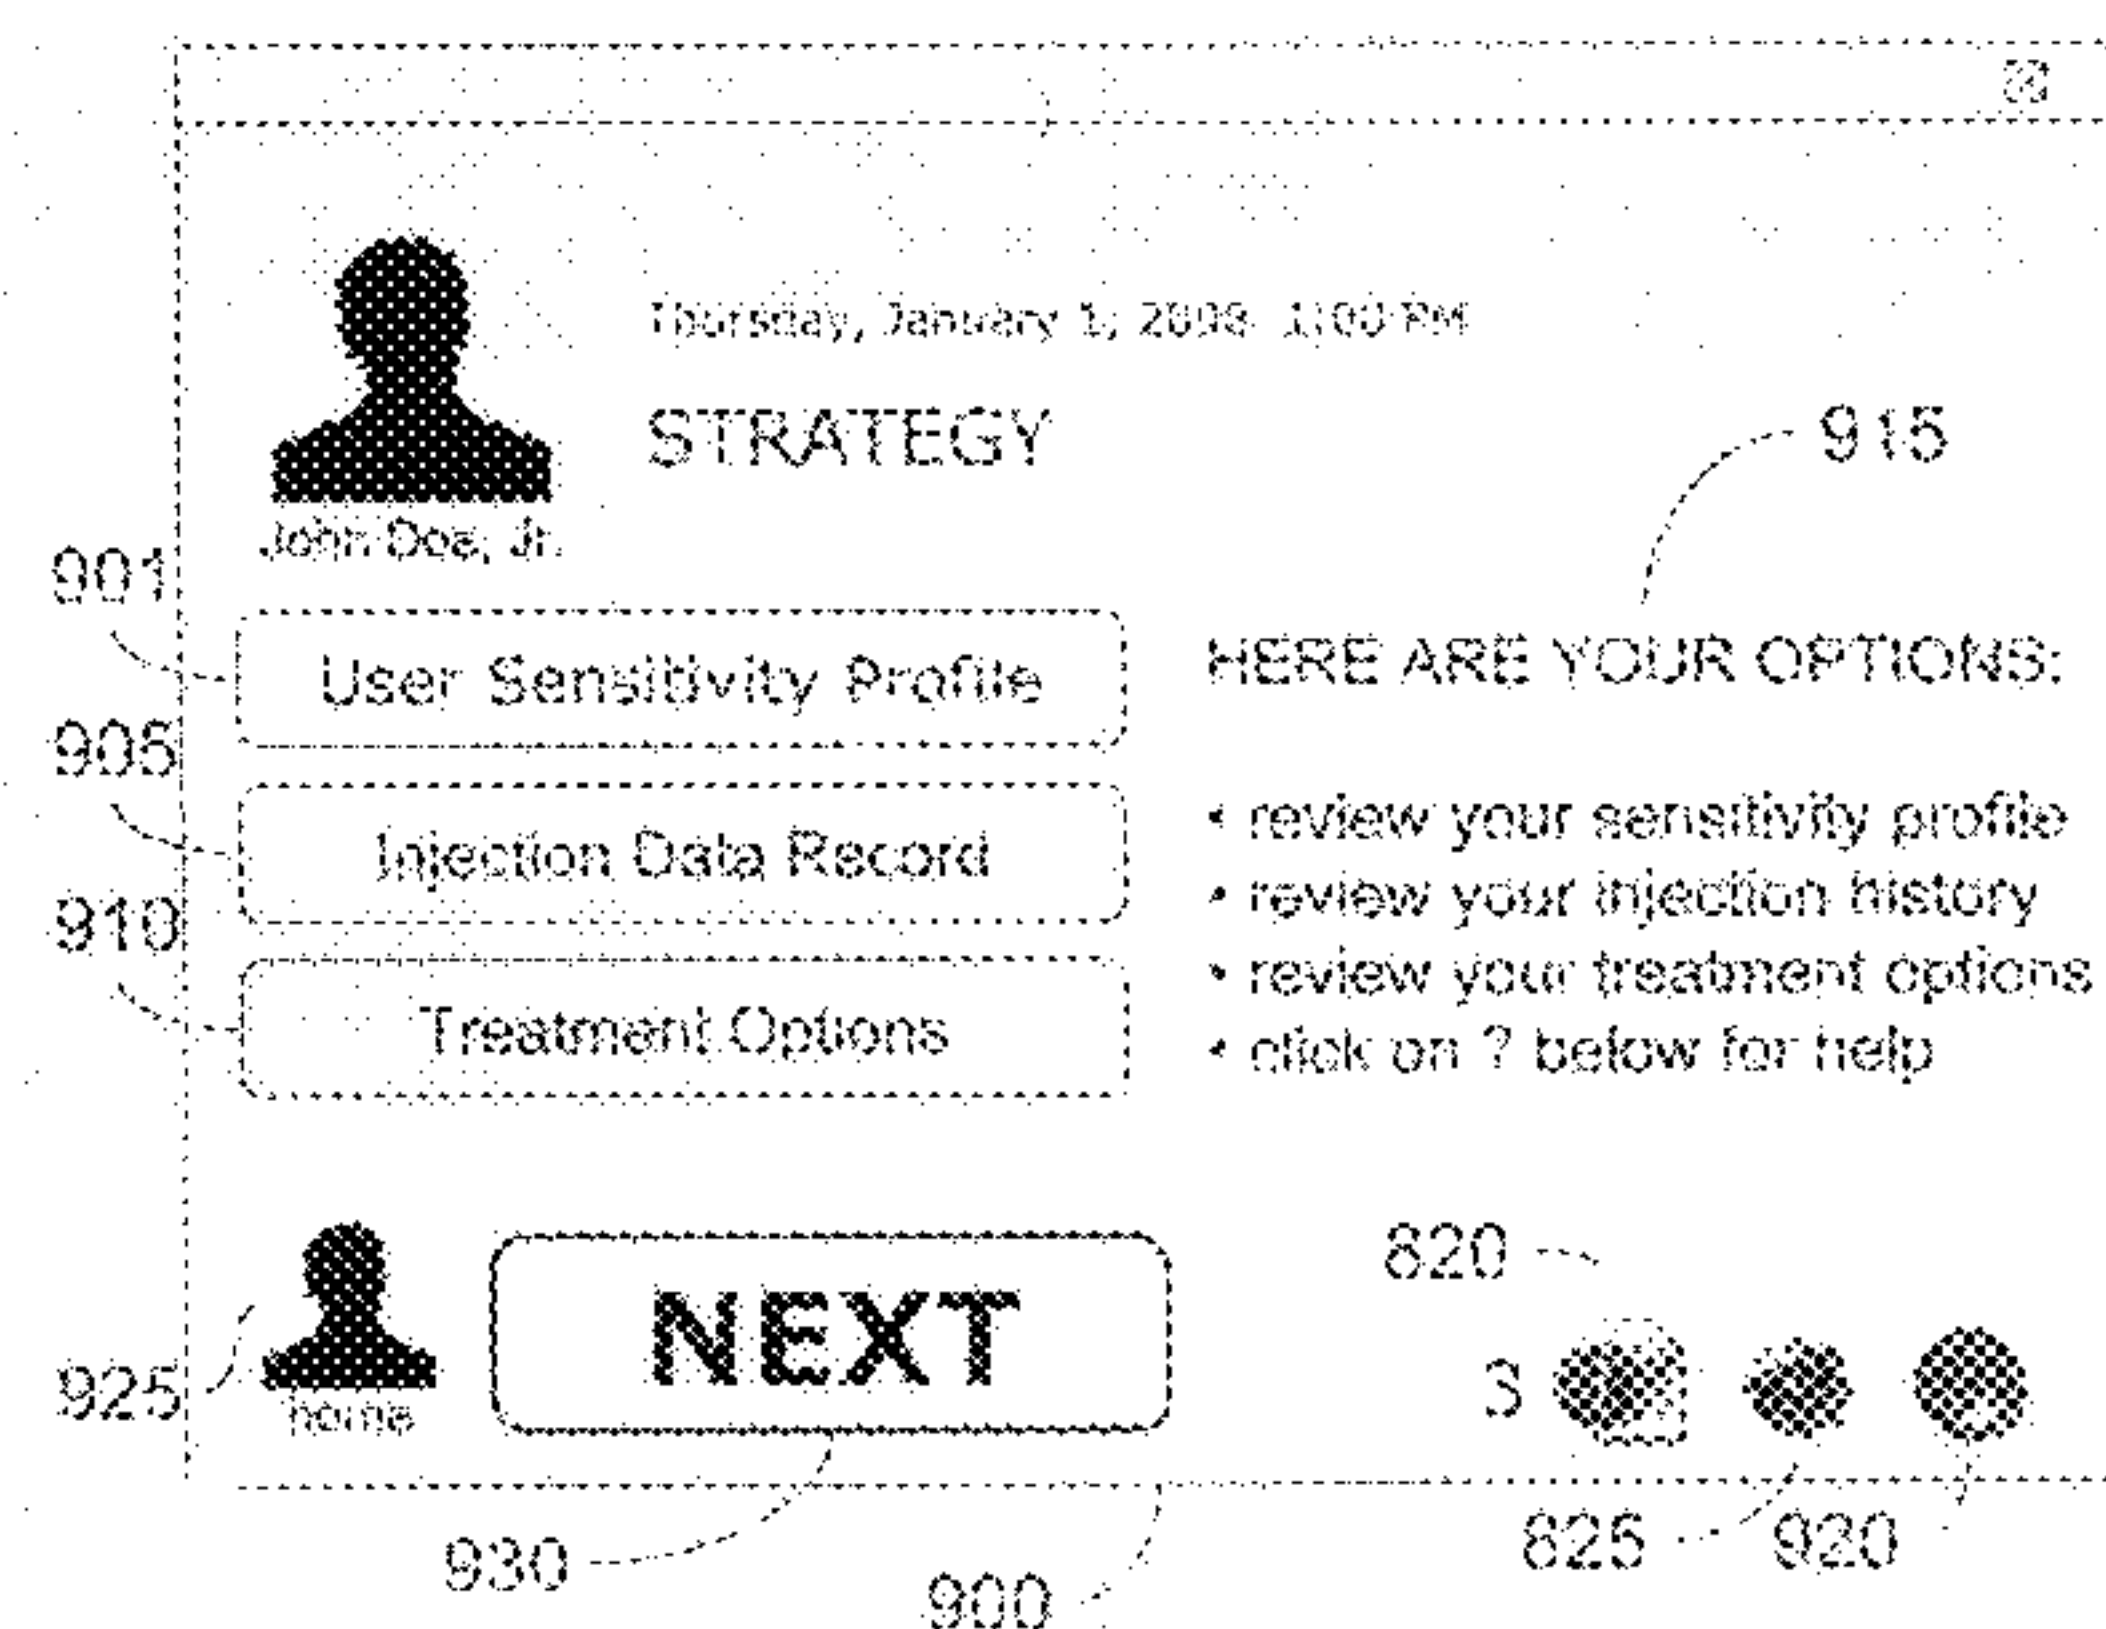 Thursday, January 1, 2008 1:00 PM
STRATEGY
915
John Doe, Jr.
901
User Sensitivity Profile
HERE ARE YOUR OPTIONS:
905
Injection Data Record
• review your sensitivity profile
• review your injection history
910
• review your treatment options
Treatment Options
• click on ? below for help
820
NEXT
925
home
3
930
900
825
920